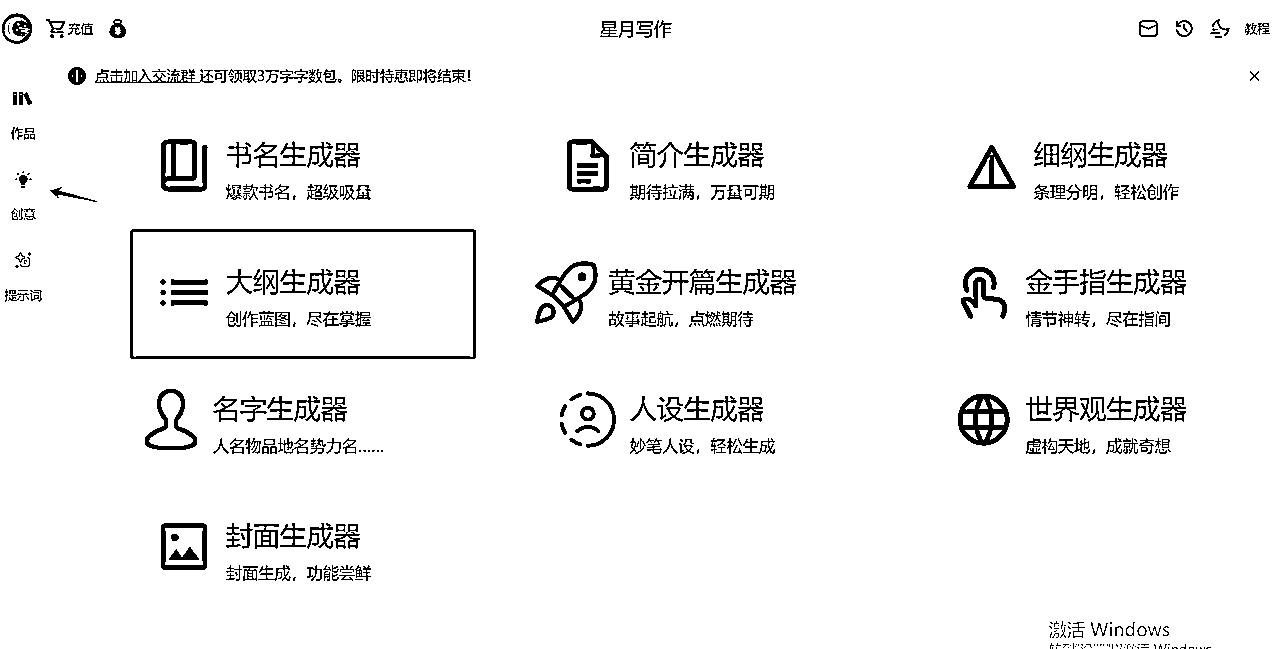 充值
星月写作
教程
点击加入交流群 还可领取3万字字数包。限时特惠即将结束!
作品
创意
提示词
书名生成器
爆款书名，超级吸量
简介生成器
期待拉满，万量可期
细纲生成器
条理分明，轻松创作
大纲生成器
创作蓝图，尽在掌握
黄金开篇生成器
故事起航，点燃期待
金手指生成器
情节神转，尽在指间
名字生成器
人名物品地名势力名......
人设生成器
妙笔人设，轻松生成
世界观生成器
虚构天地，成就奇想
封面生成器
封面生成，功能尝鲜
激活 Windows